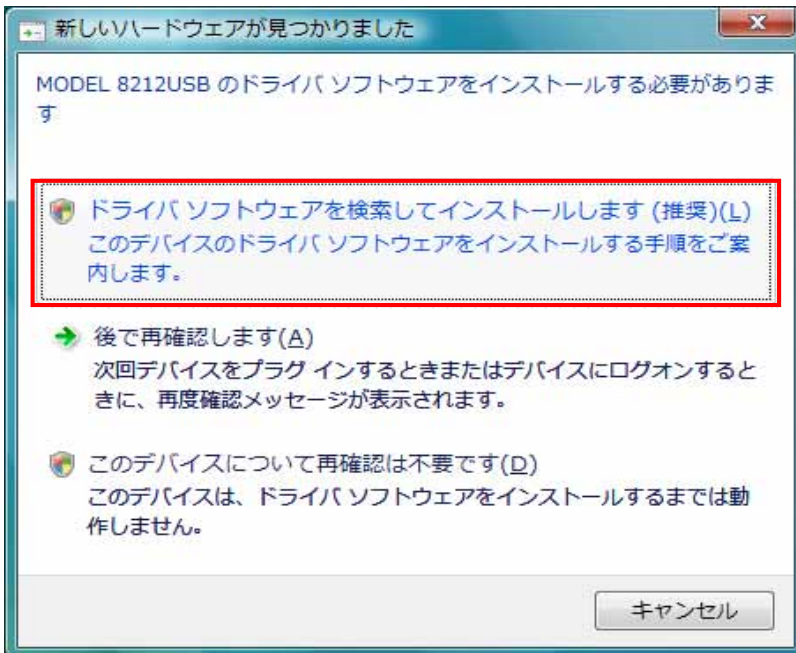 新しいハードウェアが見つかりました
MODEL 8212USB のドライバ ソフトウェアをインストールする必要がありま
す
ドライバ ソフトウェアを検索してインストールします (推奨)(L)
このデバイスのドライバ ソフトウェアをインストールする手順をご案
内します。
後で再確認します(A)
次回デバイスをプラグ インするときまたはデバイスにログオンすると
きに、再度確認メッセージが表示されます。
このデバイスについて再確認は不要です(D)
このデバイスは、ドライバ ソフトウェアをインストールするまでは動
作しません。
キャンセル